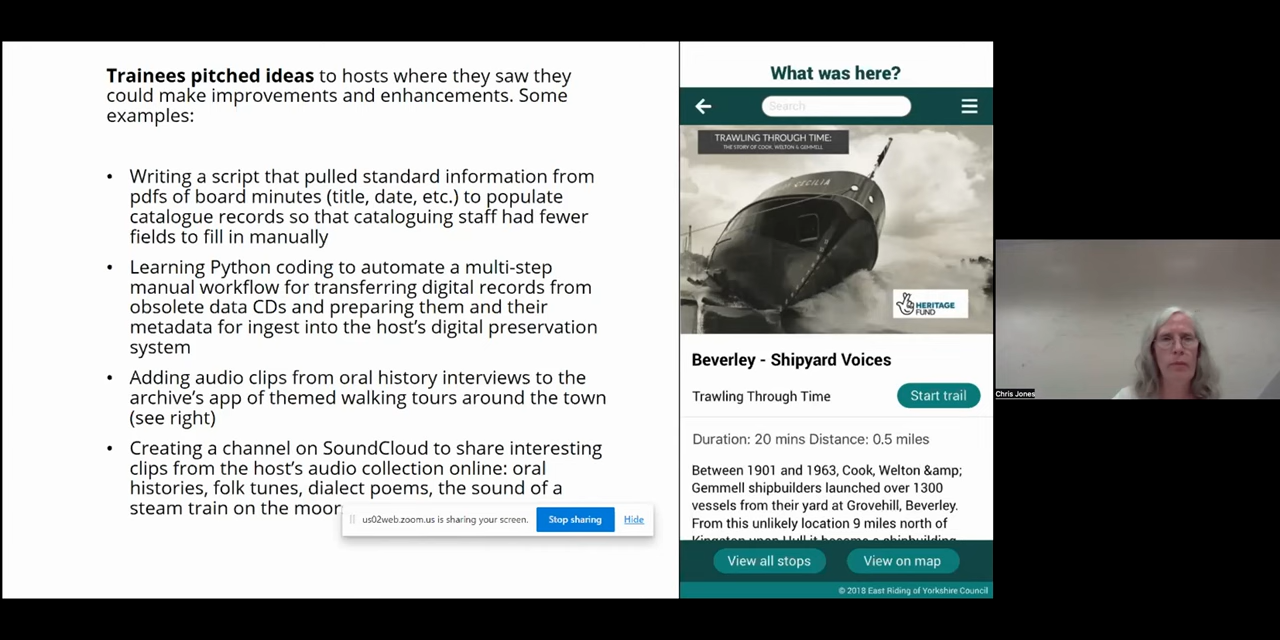 Trainees pitched ideas to hosts where they saw they
could make improvements and enhancements. Some
examples:
• Writing a script that pulled standard information from
pdfs of board minutes (title, date, etc.) to populate
catalogue records so that cataloguing staff had fewer
fields to fill in manually
• Learning Python coding to automate a multi-step
manual workflow for transferring digital records from
obsolete data CDs and preparing them and their
metadata for ingest into the host's digital preservation
system
• Adding audio clips from oral history interviews to the
archive's app of themed walking tours around the town
(see right)
• Creating a channel on SoundCloud to share interesting
clips from the host's audio collection online: oral
histories, folk tunes, dialect poems, the sound of a
steam train on the moor
us02web.zoom.us is sharing your screen.
Stop sharing
Hide
What was here?
Search
TRAWLING THROUGH TIME:
THE STORY OF COOK, WELTON & GEMMELL
CECILIA
HERITAGE
FUND
Beverley - Shipyard Voices
Trawling Through Time
Start trail
Duration: 20 mins Distance: 0.5 miles
Between 1901 and 1963, Cook, Welton &amp;
Gemmell shipbuilders launched over 1300
vessels from their yard at Grovehill, Beverley.
From this unlikely location 9 miles north of
Kingston upon Hull it became a shipbuilding
View all stops
View on map
© 2018 East Riding of Yorkshire Council
Chris Jones